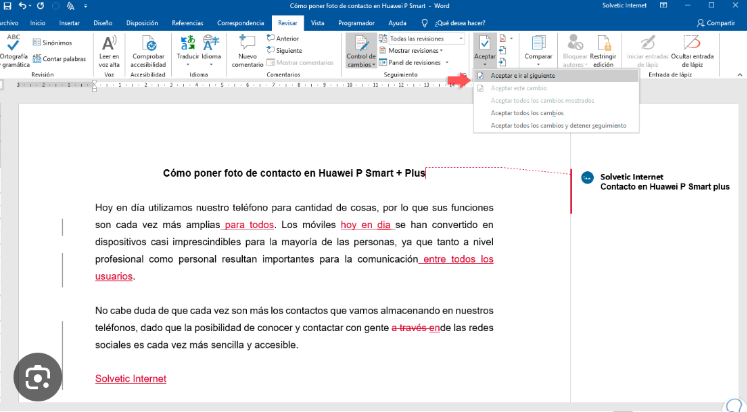 Cómo poner foto de contacto en Huawei P Smart - Word
Solvetic Internet
Archivo Inicio Insertar Diseño Disposición Referencias Correspondencia Revisar Vista Programador Ayuda ¿Qué desea hacer? Compartir
ABC
Ortografía y gramática
Sinónimos
Contar palabras
Revisión
Leer en voz alta
Voz
Comprobar accesibilidad
Accesibilidad
Traducir
Idioma
Idioma
Nuevo comentario
Anterior
Siguiente
Mostrar comentarios
Comentarios
Control de cambios
Todas las revisiones
Mostrar revisiones
Panel de revisiones
Seguimiento
Aceptar
Comparar
Bloquear autores
Restringir edición
Iniciar entradas de lápiz
Ocultar entrada de lápiz
Entrada de lápiz
Aceptar e ir al siguiente
Aceptar este cambio
Aceptar todos los cambios mostrados
Aceptar todos los cambios
Aceptar todos los cambios y detener seguimiento
Cómo poner foto de contacto en Huawei P Smart + Plus
Solvetic Internet
Contacto en Huawei P Smart plus
Hoy en día utilizamos nuestro teléfono para cantidad de cosas, por lo que sus funciones
son cada vez más amplias para todos. Los móviles hoy en dia se han convertido en
dispositivos casi imprescindibles para la mayoría de las personas, ya que tanto a nivel
profesional como personal resultan importantes para la comunicación entre todos los
usuarios.
No cabe duda de que cada vez son más los contactos que vamos almacenando en nuestros
teléfonos, dado que la posibilidad de conocer y contactar con gente a través en de las redes
sociales es cada vez más sencilla y accesible.
Solvetic Internet